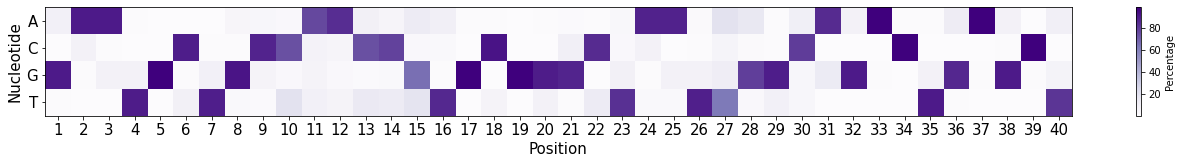 Nucleotide
A
C
G
T
1 2 3 4 5 6 7 8 9 10 11 12 13 14 15 16 17 18 19 20 21 22 23 24 25 26 27 28 29 30 31 32 33 34 35 36 37 38 39 40
Position
80
60
40
20
Percentage